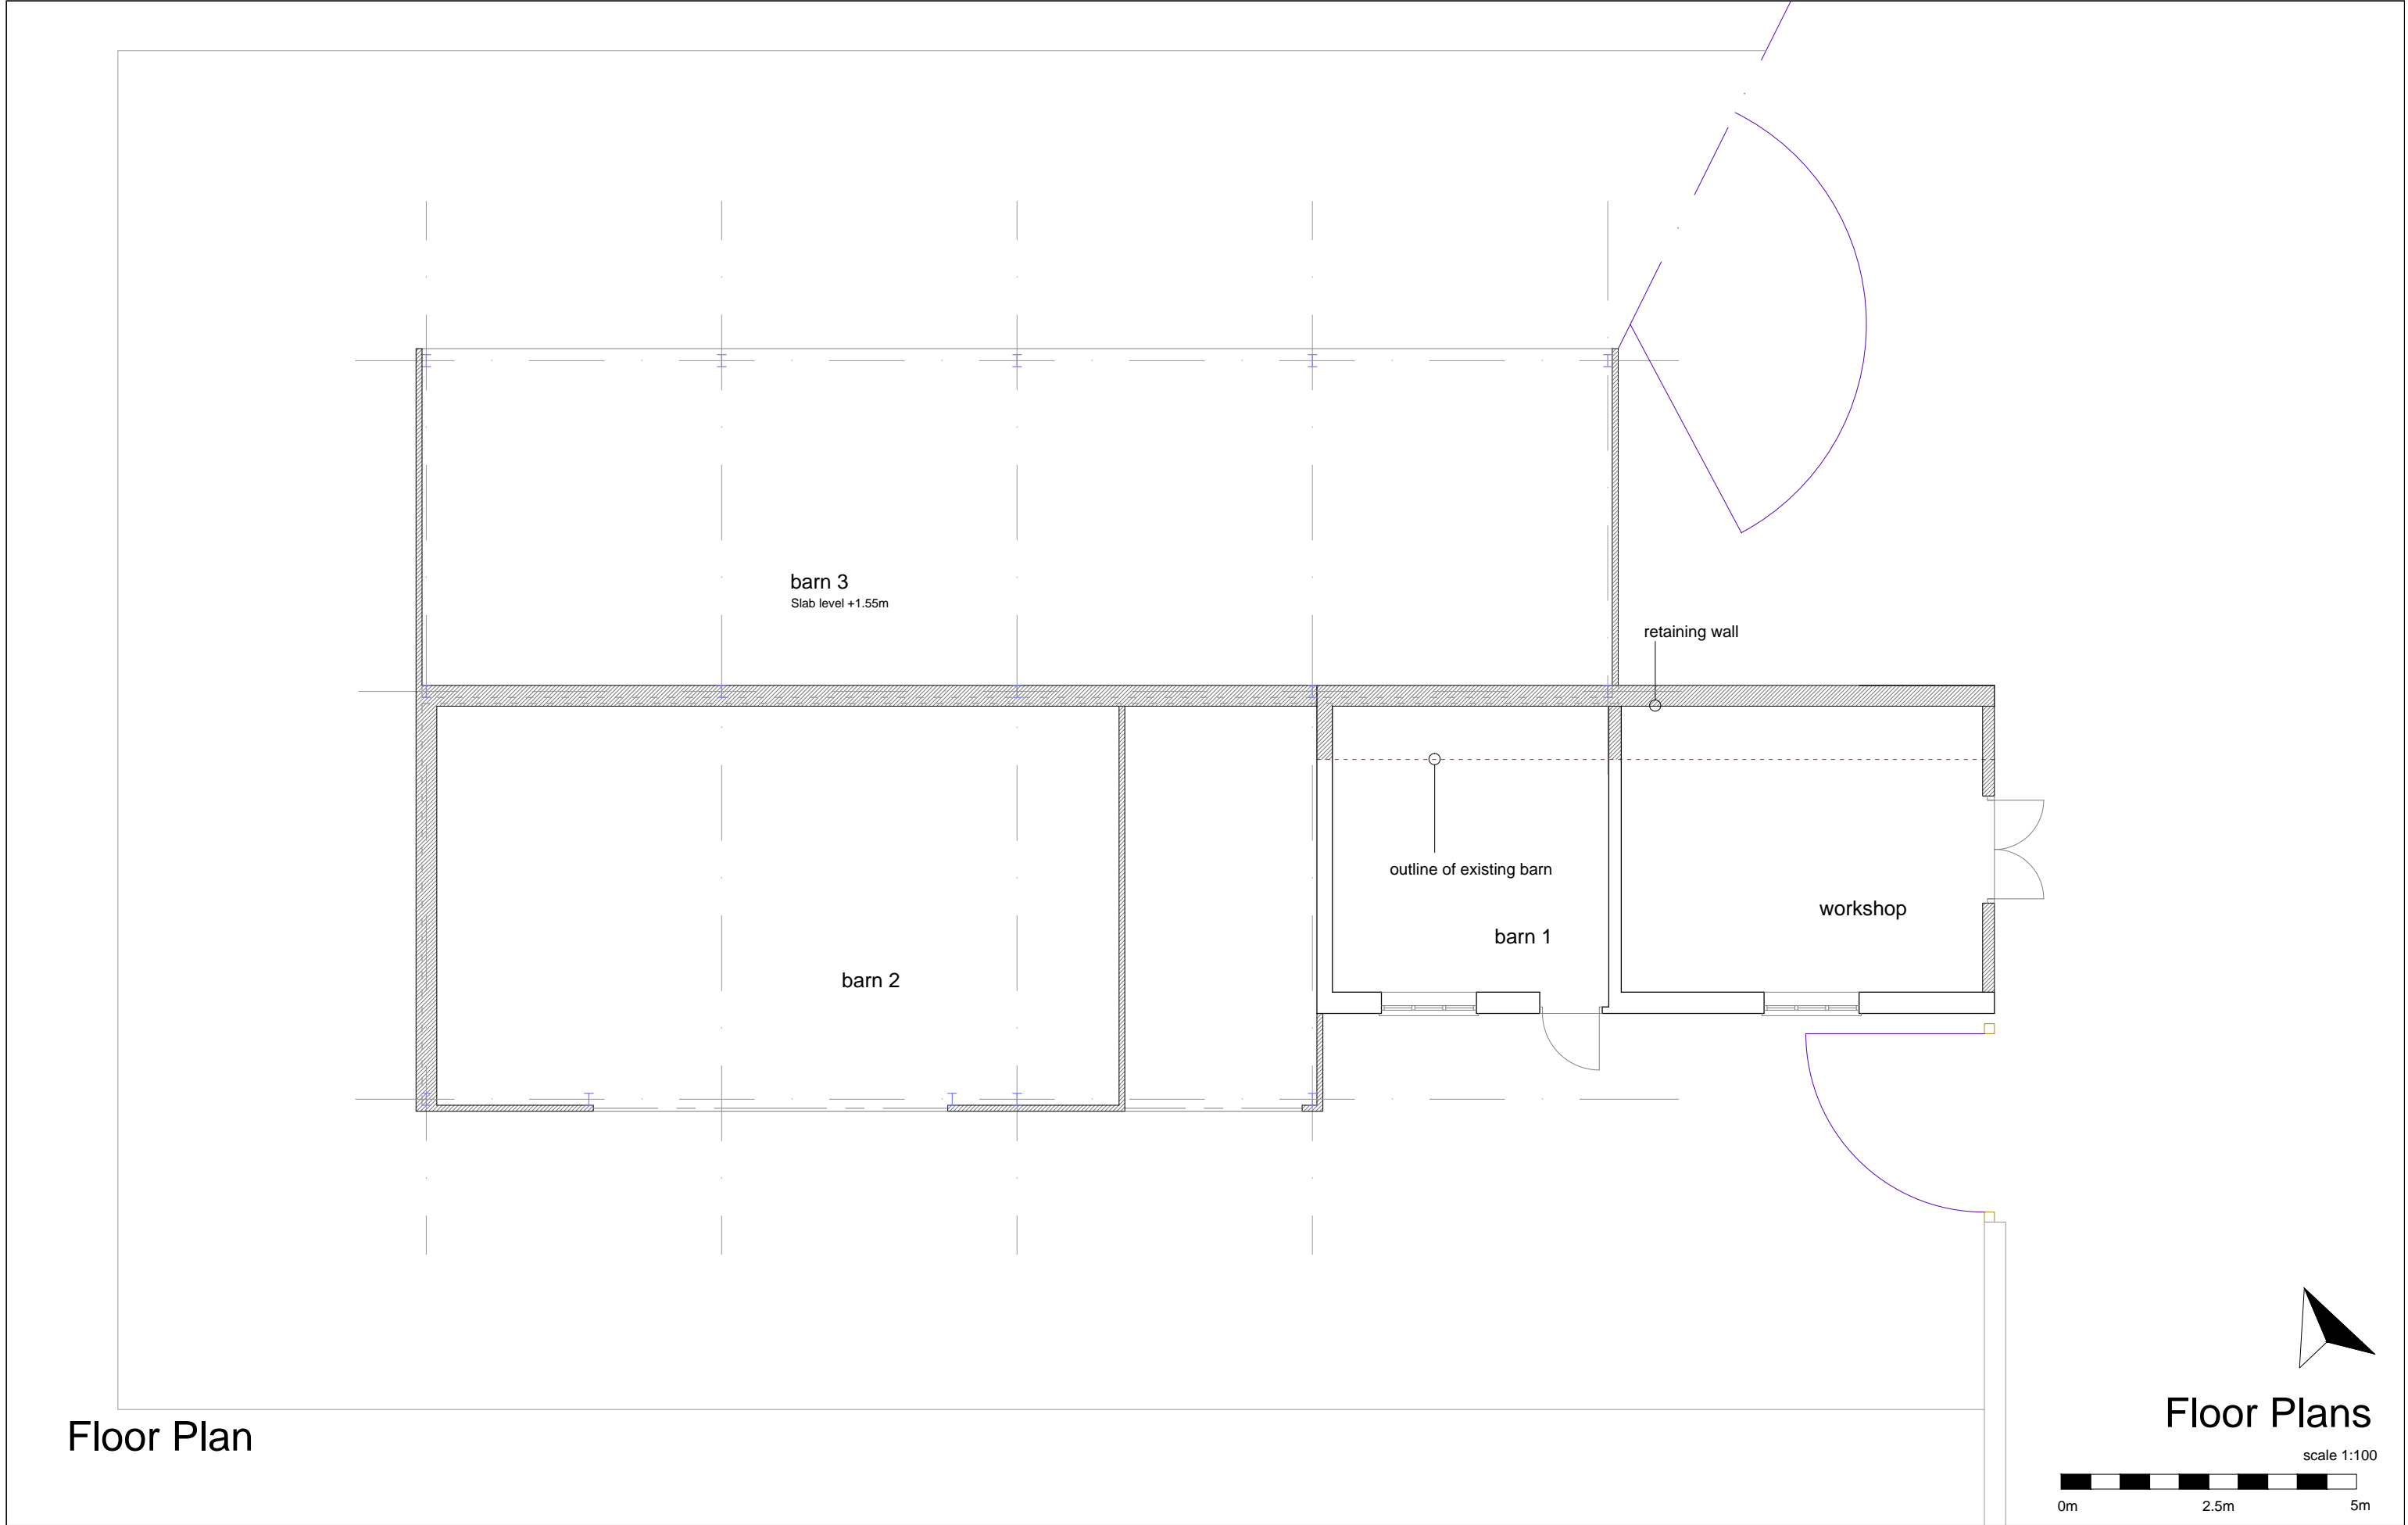 barn 3
Slab level +1.55m
retaining wall
outline of existing barn
workshop
barn 1
barn 2
Floor Plan
Floor Plans
scale 1:100
0m 2.5m 5m